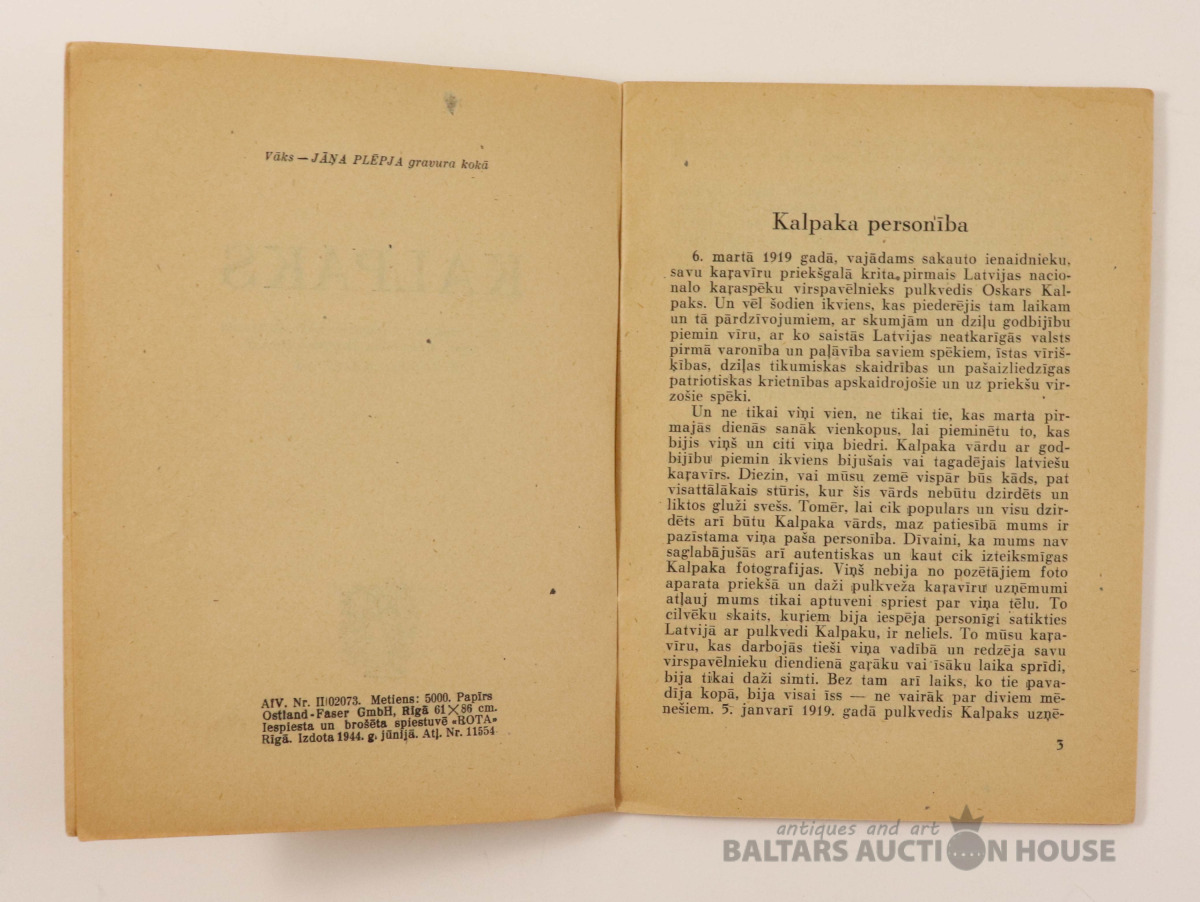 Vāks — JĀŅA PLĒPJA gravura kokā
AfV. Nr. II|02073. Metiens: 5000. Papīrs
Ostland-Faser GmbH, Rīgā 61×86 cm.
Iespiesta un brošēta spiestuvē «ROTA»
Rīgā. Izdota 1944. g. jūnijā. Atļ. Nr. 11554
Kalpaka personība
6. martā 1919 gadā, vajādams sakauto ienaidnieku,
savu kaŗavīru priekšgalā krita pirmais Latvijas nacio-
nalo kaŗaspēku virspavēlnieks pulkvedis Oskars Kal-
paks. Un vēl šodien ikviens, kas piederējis tam laikam
un tā pārdzīvojumiem, ar skumjām un dziļu godbijību
piemin vīru, ar ko saistās Latvijas neatkarīgās valsts
pirmā varonība un paļāvība saviem spēkiem, īstas vīriš-
ķības, dziļas tikumiskas skaidrības un pašaizliedzīgas
patriotiskas krietnības apskaidrojošie un uz priekšu vir-
zošie spēki.
Un ne tikai viņi vien, ne tikai tie, kas marta pir-
majās dienās sanāk vienkopus, lai pieminētu to, kas
bijis viņš un citi viņa biedri. Kalpaka vārdu ar god-
bijību piemin ikviens bijušais vai tagadējais latviešu
kaŗavīrs. Diezin, vai mūsu zemē vispār būs kāds, pat
visattālākais stūris, kur šis vārds nebūtu dzirdēts un
liktos gluži svešs. Tomēr, lai cik populars un visu dzir-
dēts arī būtu Kalpaka vārds, maz patiesībā mums ir
pazīstama viņa paša personība. Dīvaini, ka mums nav
saglabājušās arī autentiskas un kaut cik izteiksmīgas
Kalpaka fotografijas. Viņš nebija no pozētājiem foto
aparata priekšā un daži pulkveža kaŗavīru uzņēmumi
atļauj mums tikai aptuveni spriest par viņa tēlu. To
cilvēku skaits, kuŗiem bija iespēja personīgi satikties
Latvijā ar pulkvedi Kalpaku, ir neliels. To mūsu kaŗa-
vīru, kas darbojās tieši viņa vadībā un redzēja savu
virspavēlnieku diendienā gaŗāku vai īsāku laika sprīdi,
bija tikai daži simti. Bez tam arī laiks, ko tie pava-
dīja kopā, bija visai īss — ne vairāk par diviem mē-
nešiem. 5. janvarī 1919. gadā pulkvedis Kalpaks uzņē-
3
antiques and art
BALTARS AUCTION HOUSE